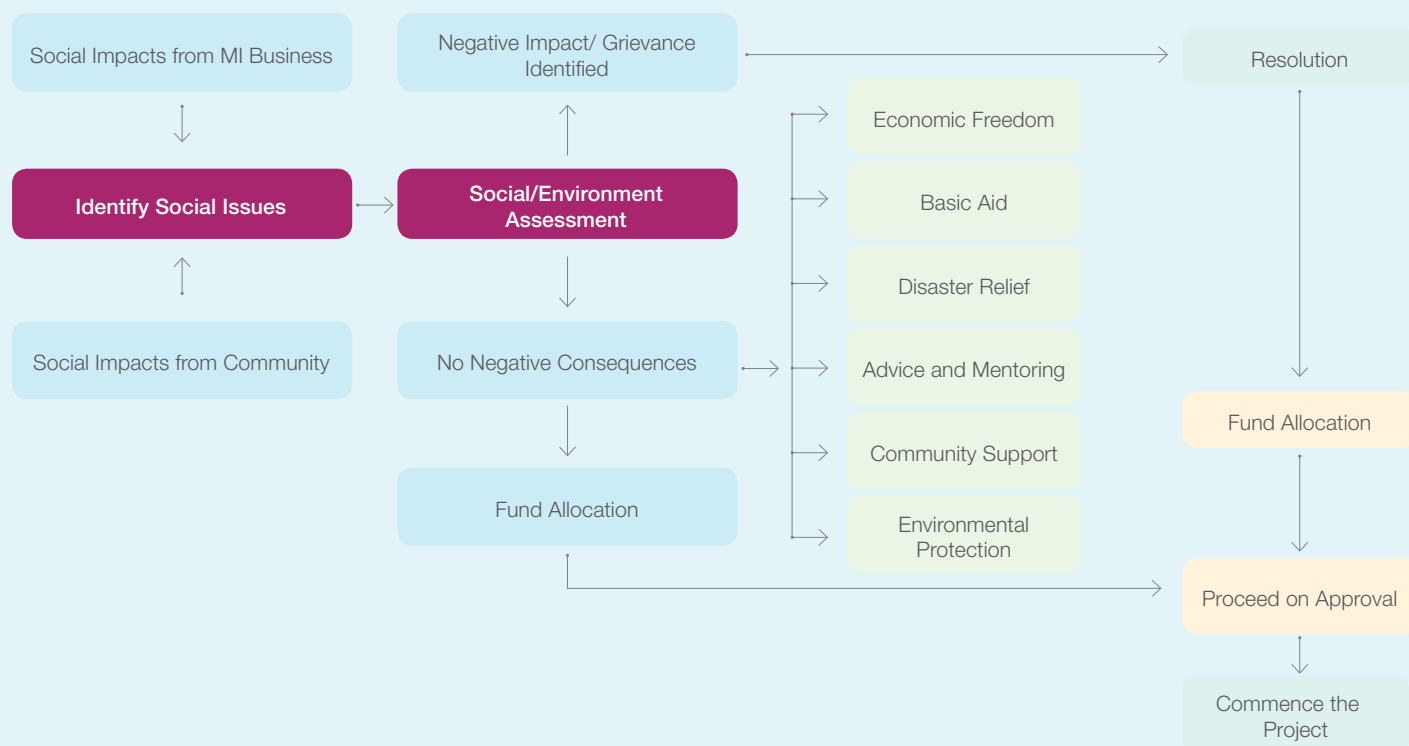 Social Impacts from MI Business
Negative Impact/ Grievance
Identified
Resolution
Economic Freedom
Identify Social Issues
Social/Environment
Assessment
Basic Aid
Disaster Relief
Social Impacts from Community
No Negative Consequences
Advice and Mentoring
Fund Allocation
Community Support
Fund Allocation
Environmental
Protection
Proceed on Approval
Commence the
Project